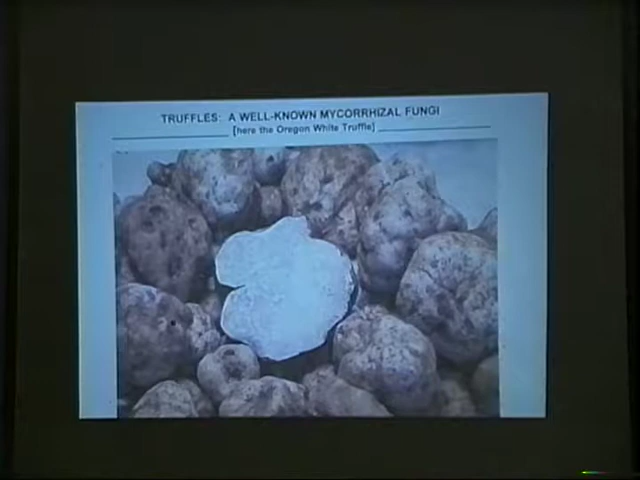 TRUFFLES: A WELL-KNOWN MYCORRHIZAL FUNGI
[here the Oregon White Truffle]